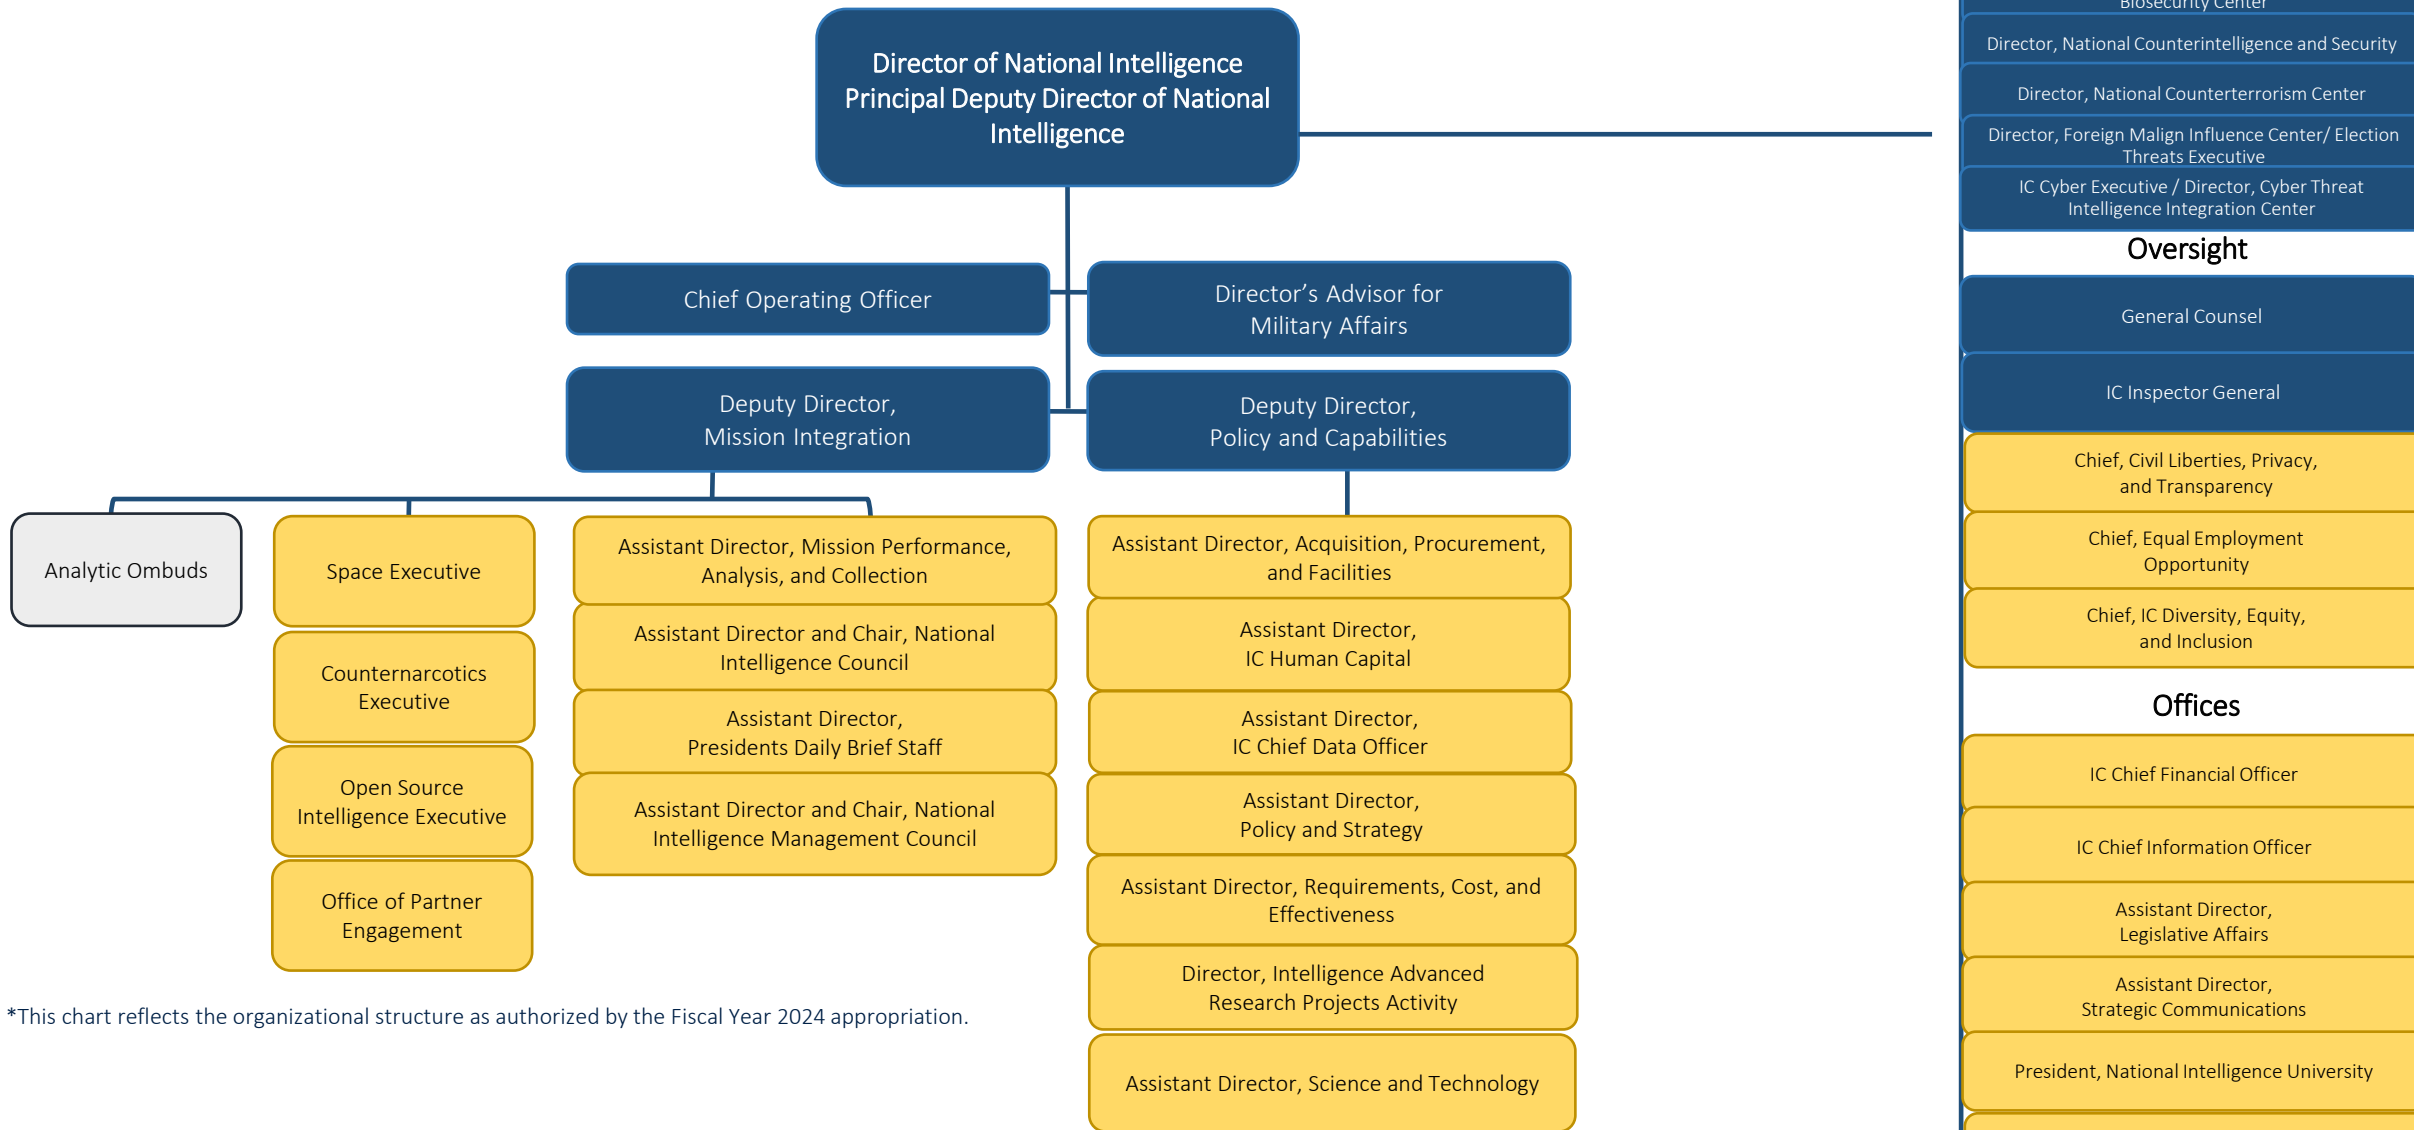 Director of National Intelligence
Principal Deputy Director of National
Intelligence
Chief Operating Officer
Director’s Advisor for
Military Affairs
Deputy Director,
Mission Integration
Deputy Director,
Policy and Capabilities
Analytic Ombuds
Space Executive
Counternarcotics
Executive
Open Source
Intelligence Executive
Office of Partner
Engagement
Assistant Director, Mission Performance,
Analysis, and Collection
Assistant Director and Chair, National
Intelligence Council
Assistant Director,
Presidents Daily Brief Staff
Assistant Director and Chair, National
Intelligence Management Council
Assistant Director, Acquisition, Procurement,
and Facilities
Assistant Director,
IC Human Capital
Assistant Director,
IC Chief Data Officer
Assistant Director,
Policy and Strategy
Assistant Director, Requirements, Cost, and
Effectiveness
Director, Intelligence Advanced
Research Projects Activity
Assistant Director, Science and Technology
*This chart reflects the organizational structure as authorized by the Fiscal Year 2024 appropriation.
Biosecurity Center
Director, National Counterintelligence and Security
Director, National Counterterrorism Center
Director, Foreign Malign Influence Center/ Election
Threats Executive
IC Cyber Executive / Director, Cyber Threat
Intelligence Integration Center
Oversight
General Counsel
IC Inspector General
Chief, Civil Liberties, Privacy,
and Transparency
Chief, Equal Employment
Opportunity
Chief, IC Diversity, Equity,
and Inclusion
Offices
IC Chief Financial Officer
IC Chief Information Officer
Assistant Director,
Legislative Affairs
Assistant Director,
Strategic Communications
President, National Intelligence University